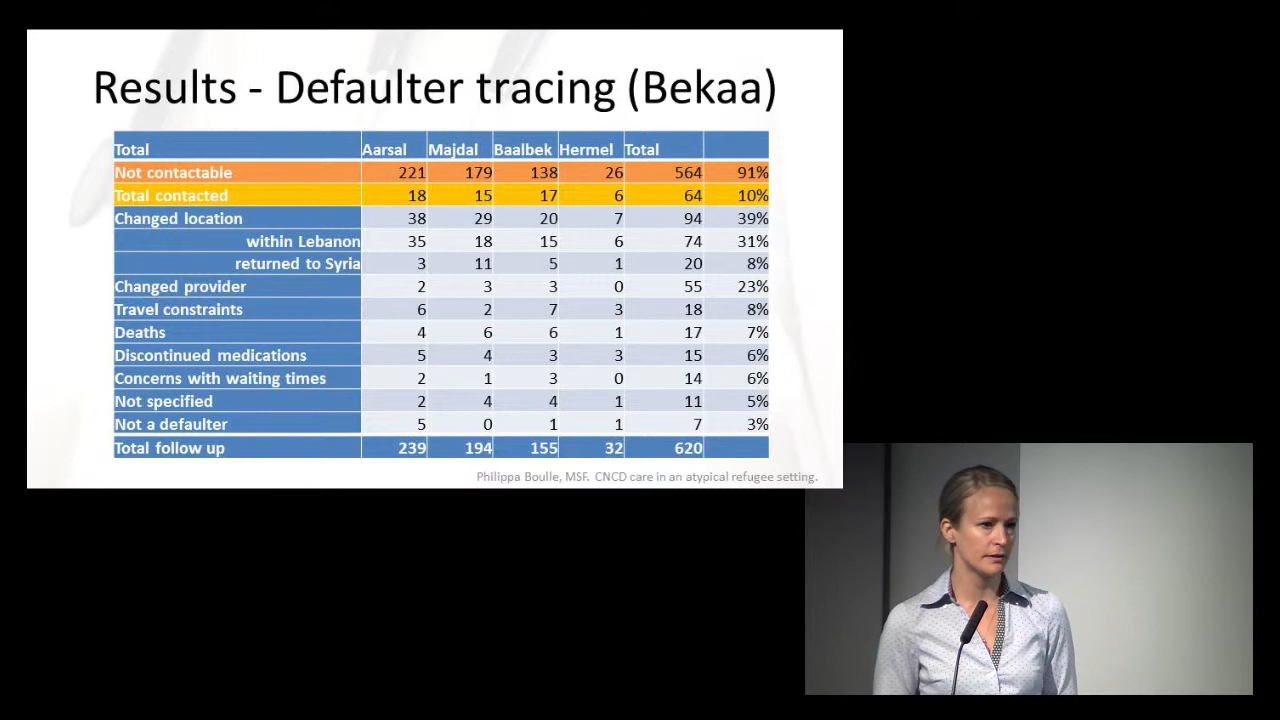 Results - Defaulter tracing (Bekaa)
Total Aarsal Majdal Baalbek Hermel Total
Not contactable 221 179 138 26 564 91%
Total contacted 18 15 17 6 64 10%
Changed location 38 29 20 7 94 39%
within Lebanon 35 18 15 6 74 31%
returned to Syria 3 11 5 1 20 8%
Changed provider 2 3 3 0 55 23%
Travel constraints 6 2 7 3 18 8%
Deaths 4 6 6 1 17 7%
Discontinued medications 5 4 3 3 15 6%
Concerns with waiting times 2 1 3 0 14 6%
Not specified 2 4 4 1 11 5%
Not a defaulter 5 0 1 1 7 3%
Total follow up 239 194 155 32 620
Philippa Boulle, MSF. CNCD care in an atypical refugee setting.